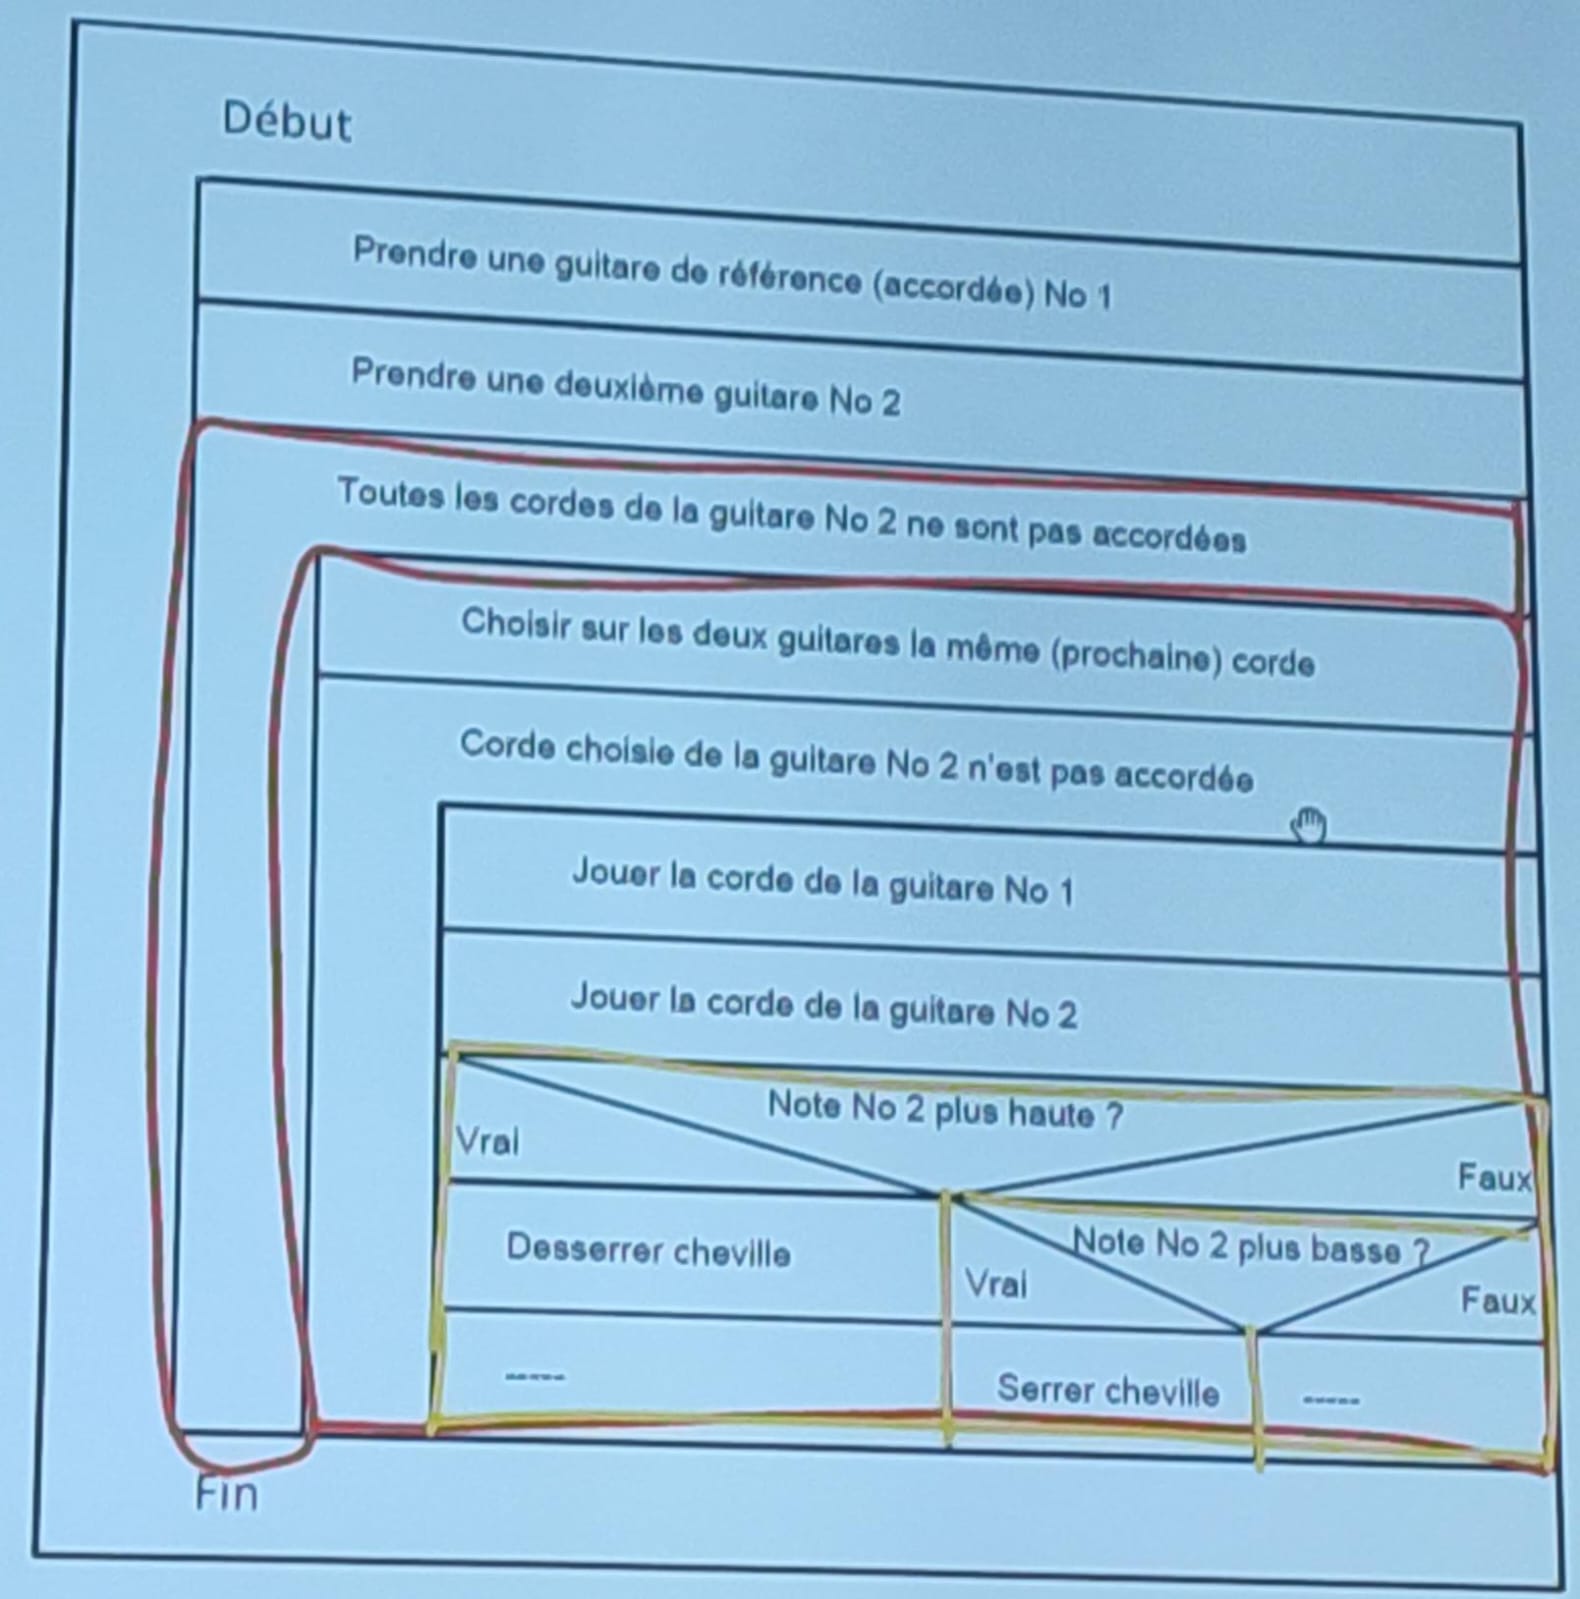 Début
Prendre une guitare de référence (accordée) No 1
Prendre une deuxième guitare No 2
Toutes les cordes de la guitare No 2 ne sont pas accordées
Choisir sur les deux guitares la même (prochaine) corde
Corde choisie de la guitare No 2 n'est pas accordée
Jouer la corde de la guitare No 1
Jouer la corde de la guitare No 2
Note No 2 plus haute ?
Vrai
Faux
Desserrer cheville
Note No 2 plus basse ?
Vrai
Faux
-----
Serrer cheville
-----
Fin